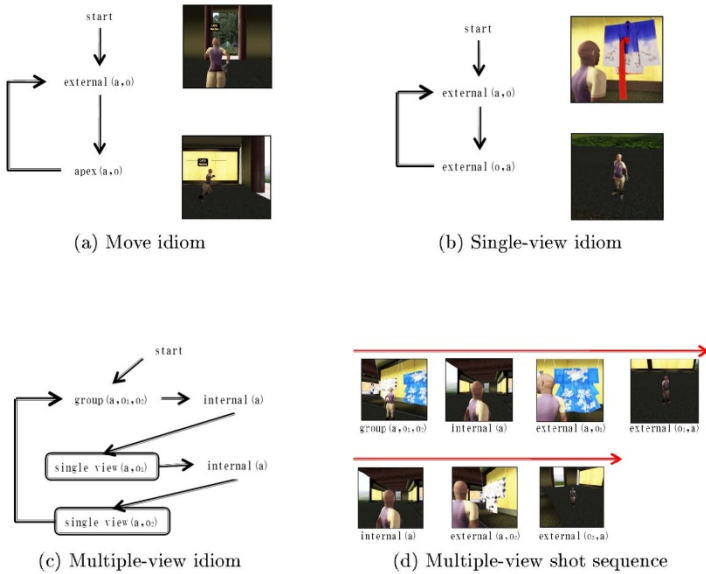 start
external(a,o)
apex(a,o)
(a) Move idiom
start
external(a,o)
external(o,a)
(b) Single-view idiom
start
group(a,o₁,o₂)
internal(a)
single view(a,o₁)
internal(a)
single view(a,o₂)
(c) Multiple-view idiom
group(a,o₁,o₂)
internal(a)
external(a,o₁)
external(o₁,a)
internal(a)
external(a,o₂)
external(o₂,a)
(d) Multiple-view shot sequence